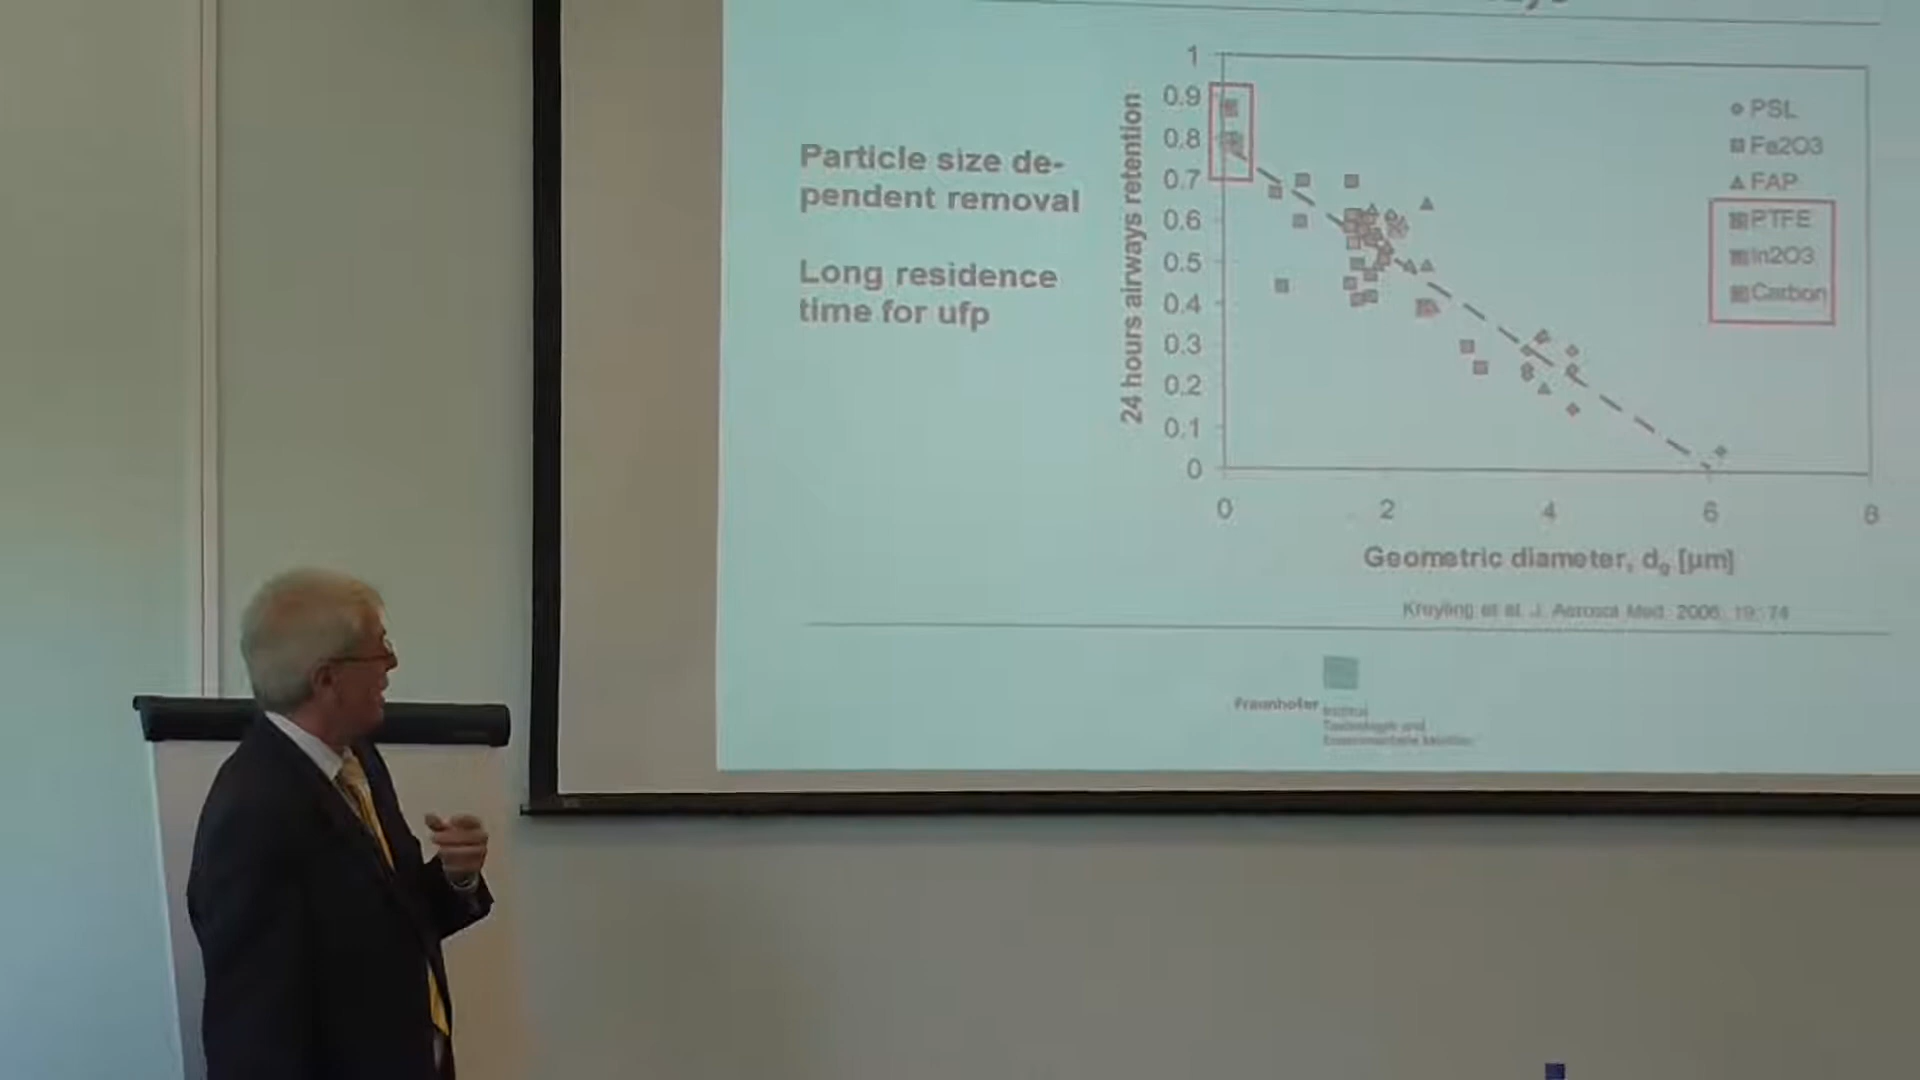 Particle size de-
pendent removal
Long residence
time for ufp
24 hours airways retention
1
0.9
0.8
0.7
0.6
0.5
0.4
0.3
0.2
0.1
0
0 2 4 6 8
PSL
Fe2O3
FAP
PTFE
In2O3
Carbon
Geometric diameter, dg [µm]
et al. J. Aerosol Med. 2006, 19: 74
Fraunhofer
Institut